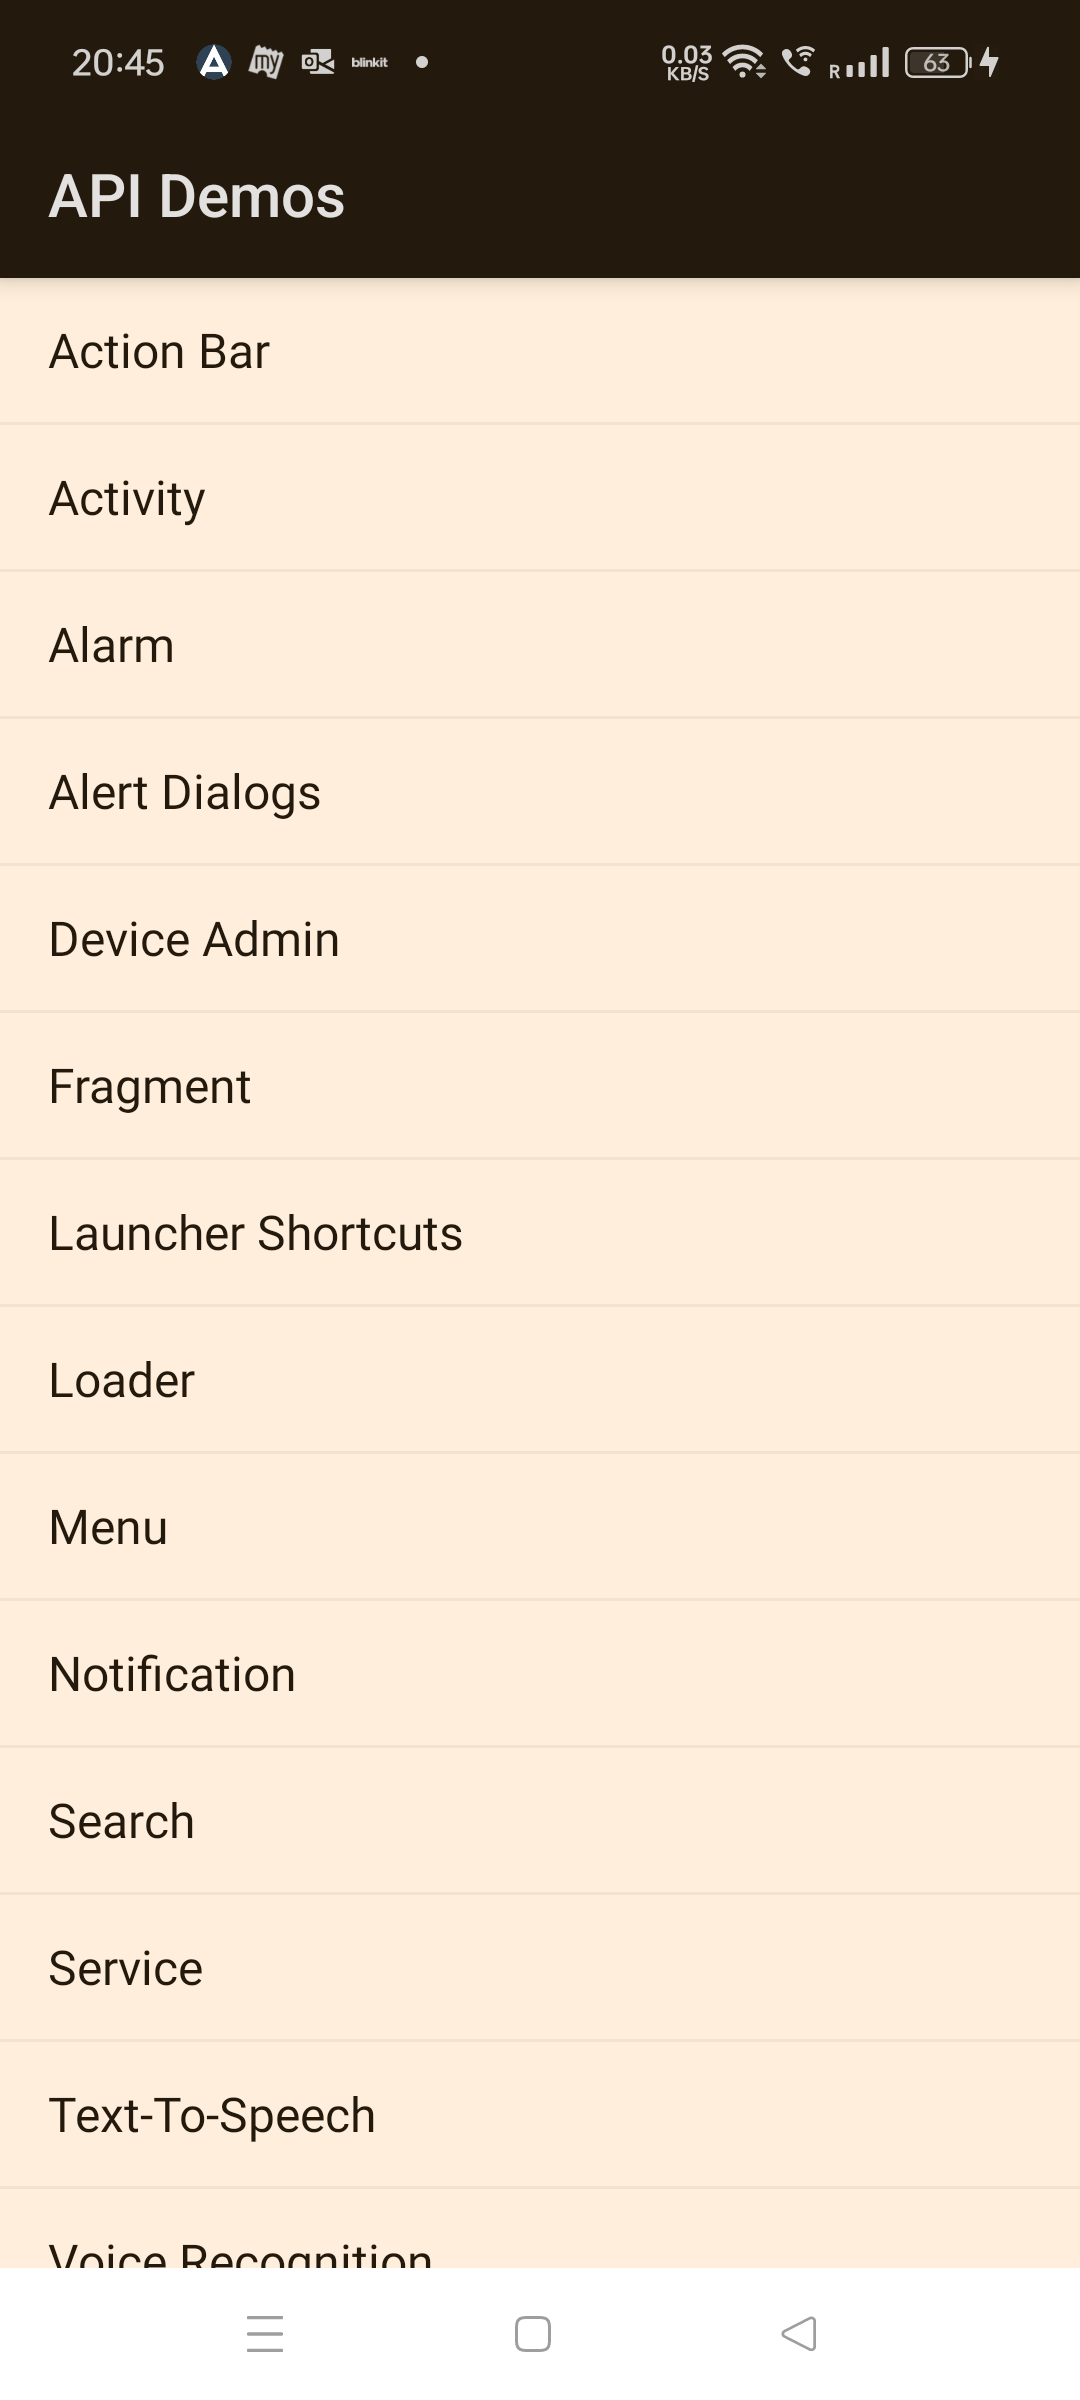 20:45 my blinkit 0.03 KB/S R 63
API Demos
Action Bar
Activity
Alarm
Alert Dialogs
Device Admin
Fragment
Launcher Shortcuts
Loader
Menu
Notification
Search
Service
Text-To-Speech
Voice Recognition